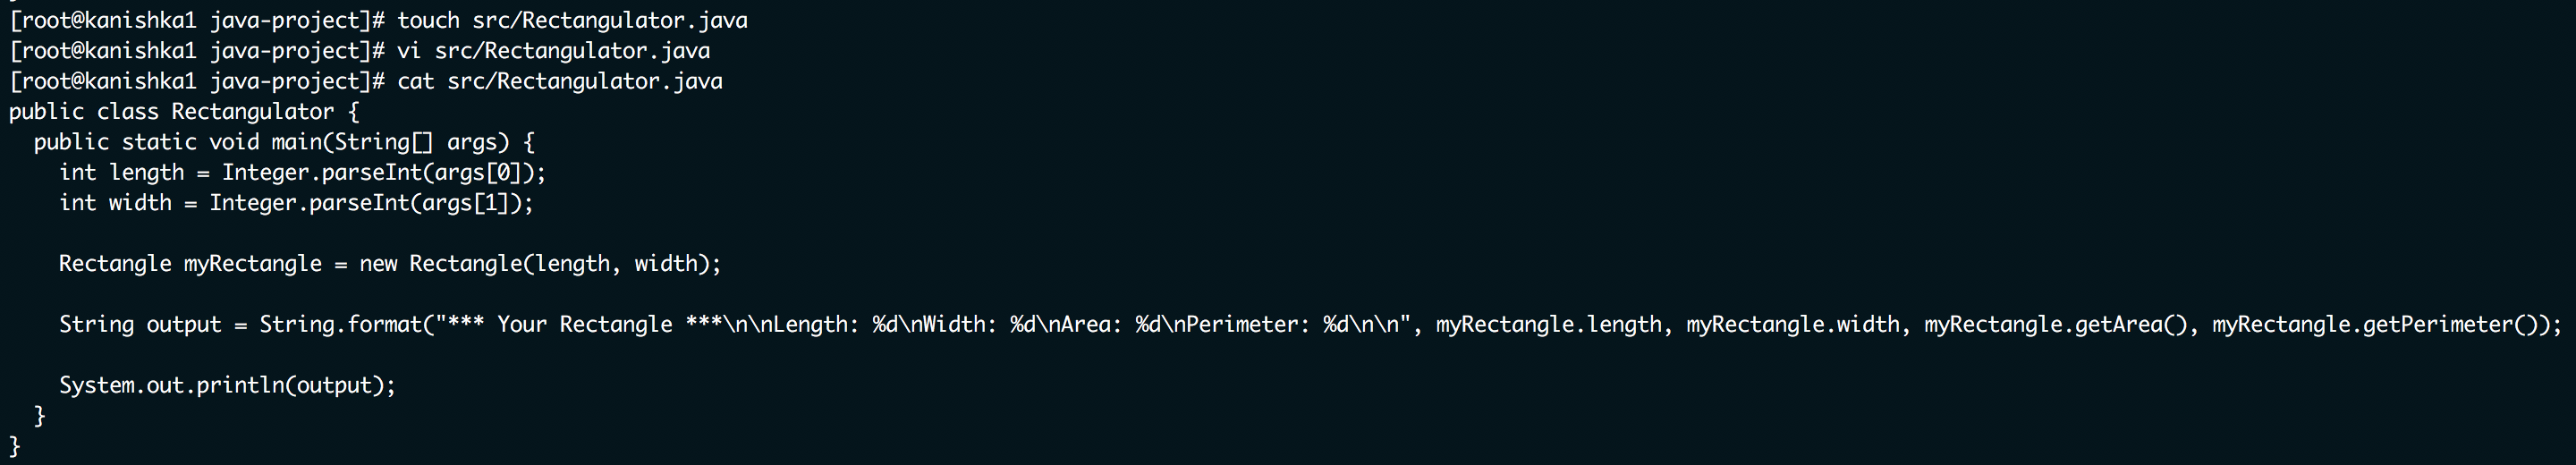 [root@kanishka1 java-project]# touch src/Rectangulator.java
[root@kanishka1 java-project]# vi src/Rectangulator.java
[root@kanishka1 java-project]# cat src/Rectangulator.java
public class Rectangulator {
  public static void main(String[] args) {
    int length = Integer.parseInt(args[0]);
    int width = Integer.parseInt(args[1]);

    Rectangle myRectangle = new Rectangle(length, width);

    String output = String.format("*** Your Rectangle ***\n\nLength: %d\nWidth: %d\nArea: %d\nPerimeter: %d\n\n", myRectangle.length, myRectangle.width, myRectangle.getArea(), myRectangle.getPerimeter());

    System.out.println(output);
  }
}